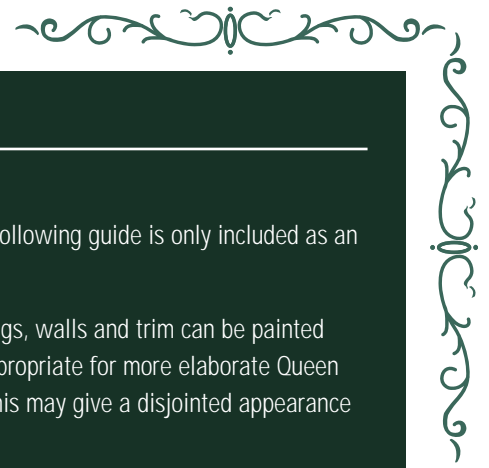 ollowing guide is only included as an
gs, walls and trim can be painted
propriate for more elaborate Queen
his may give a disjointed appearance